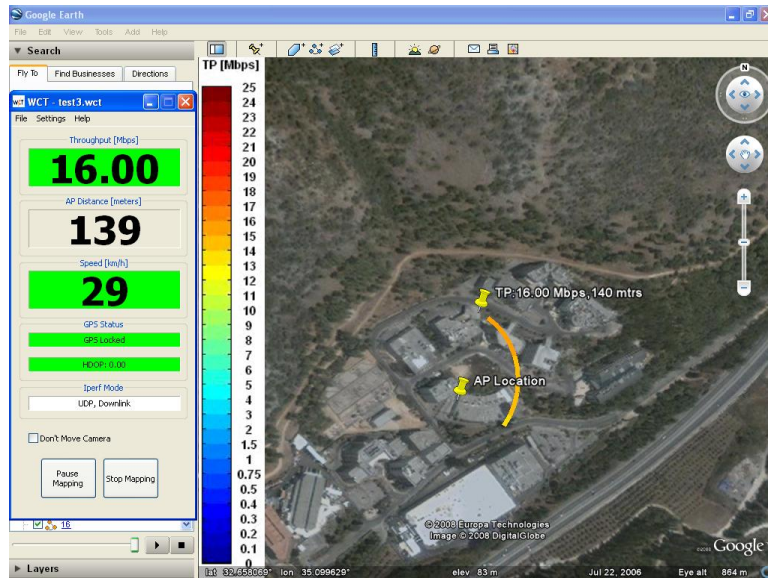 Google Earth
File Edit View Tools Add Help
Search
Fly To Find Businesses Directions
WCT - test3.wct
File Settings Help
Throughput [Mbps]
16.00
AP Distance [meters]
139
Speed [km/h]
29
GPS Status
GPS Locked
HDOP: 0.00
Iperf Mode
UDP, Downlink
Don't Move Camera
Pause Mapping
Stop Mapping
16
Layers
TP [Mbps]
25
24
23
22
21
20
19
18
17
16
15
14
13
12
11
10
9
8
7
6
5
4
3
2
1.5
1
0.75
0.5
0.4
0.3
0.2
0.1
0
N
TP:16.00 Mbps,140 mtrs
AP Location
© 2008 Europa Technologies
Image © 2008 DigitalGlobe
Google
lat 32.658069° lon 35.099629° elev 83 m Jul 22, 2006 Eye alt 864 m